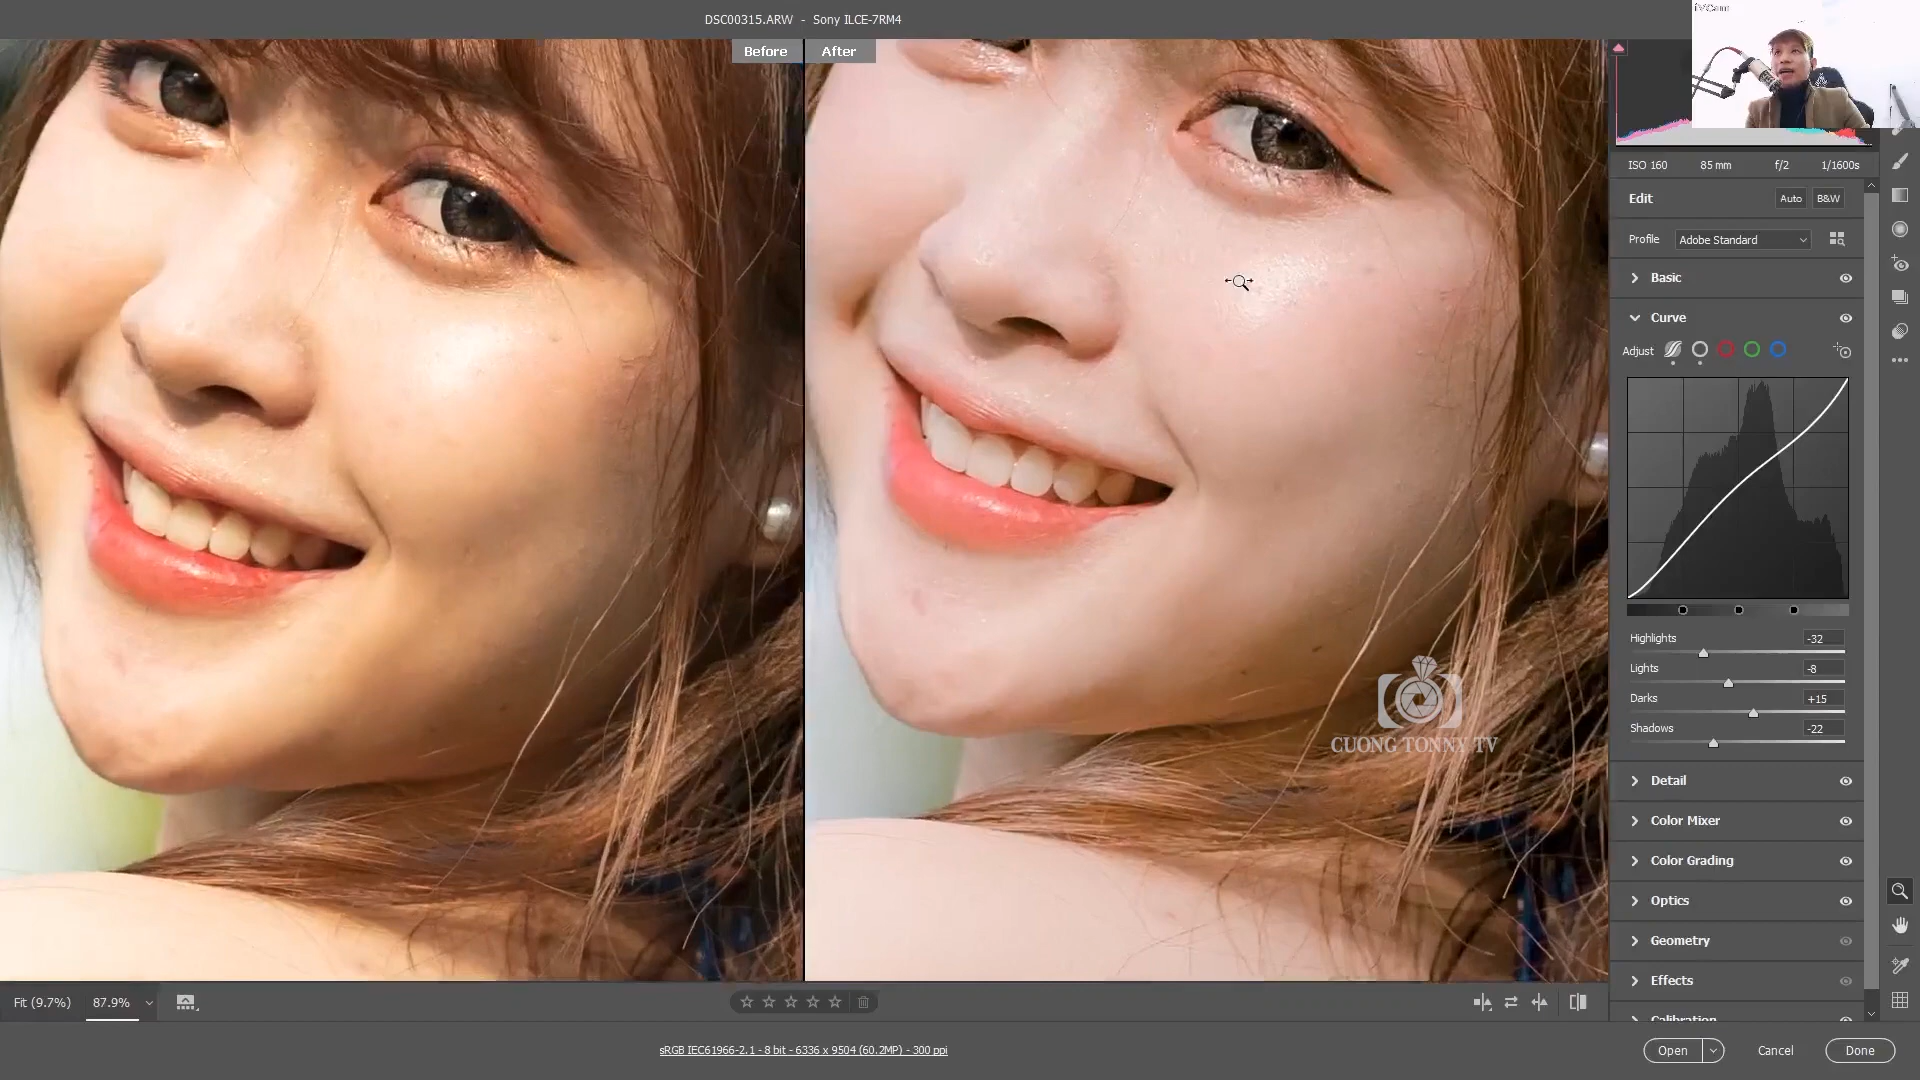 DSC00315.ARW - Sony ILCE-7RM4
iVCam
Before
After
ISO 160 85 mm f/2 1/1600s
Edit
Auto
B&W
Profile
Adobe Standard
Basic
Curve
Adjust
Highlights -32
Lights -8
Darks +15
Shadows -22
CUONG TONNY TV
Detail
Color Mixer
Color Grading
Optics
Geometry
Effects
Calibration
Fit (9.7%) 87.9%
sRGB IEC61966-2.1 - 8 bit - 6336 x 9504 (60.2MP) - 300 ppi
Open
Cancel
Done